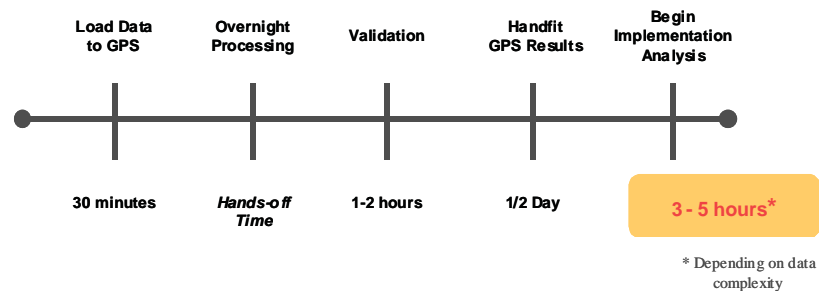 Load Data
to GPS
Overnight
Processing
Validation
Handfit
GPS Results
Begin
Implementation
Analysis
30 minutes
Hands-off
Time
1-2 hours
1/2 Day
3 - 5 hours*
* Depending on data
complexity